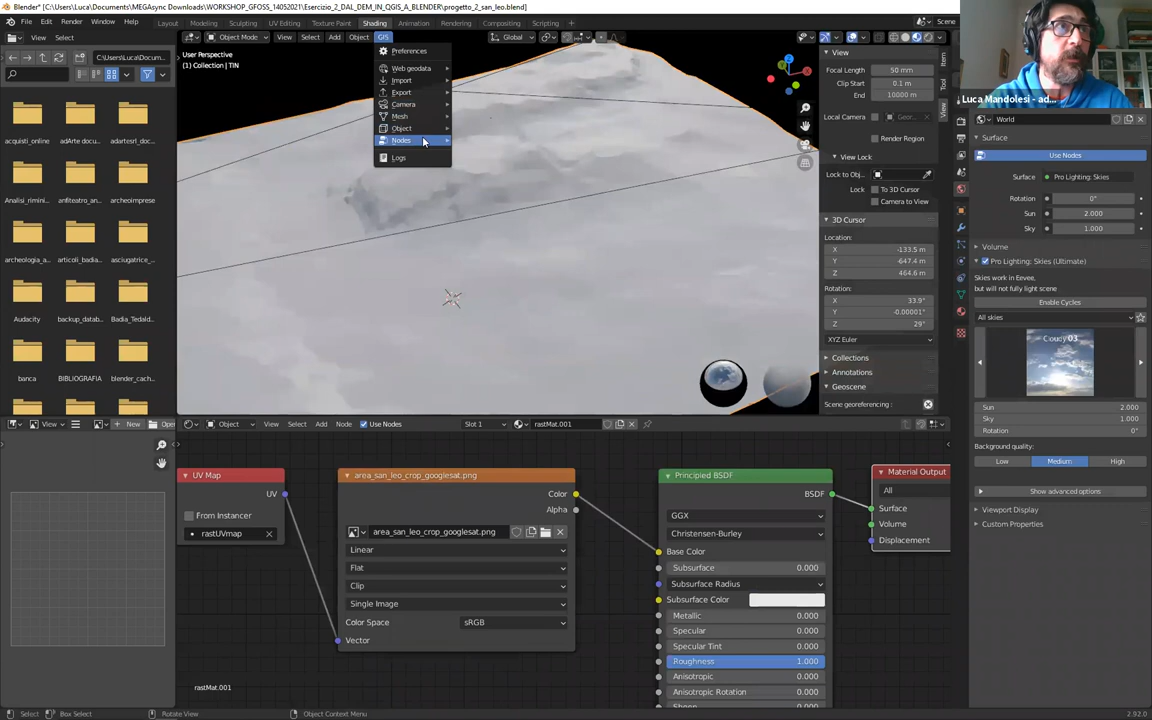 Blender* [C:\Users\Luca\Documents\MEGAsync Downloads\WORKSHOP_GFOSS_14052021\Esercizio_2_DAL_DEM_IN_QGIS_A_BLENDER\progetto_2_san_leo.blend]
File Edit Render Window Help Layout Modeling Sculpting UV Editing Texture Paint Shading Animation Rendering Compositing Scripting Scene
View Select
Object Mode View Select Add Object GIS Global
C:\Users\Luca\Docum...
User Perspective
(1) Collection | TIN
Preferences
Web geodata
Import
Export
Camera
Mesh
Object
Nodes
Logs
acquisti_online adArte docu... adartesrl_doc...
Analisi_rimini... anfiteatro_an... archeoimprese
archeologia_a... articoli_badia... asciugatrice_...
Audacity backup_datab... Badia_Tedald...
banca BIBLIOGRAFIA blender_cach...
View
Focal Length 50 mm
Clip Start 0.1 m
End 10000 m
Local Camera
Render Region
View Lock
Lock to Obj...
Lock To 3D Cursor
Camera to View
3D Cursor
Location:
X -133.5 m
Y -647.4 m
Z 464.6 m
Rotation:
X 33.9°
Y -0.00001°
Z 29°
XYZ Euler
Collections
Annotations
Geoscene
Scene georeferencing :
Item
Tool
View
Luca Mandolesi - ad...
World
Surface
Use Nodes
Surface Pro Lighting: Skies
Rotation 0°
Sun 2.000
Sky 1.000
Volume
Pro Lighting: Skies (Ultimate)
Skies work in Eevee,
but will not fully light scene
Enable Cycles
All skies
Cloudy 03
Sun 2.000
Sky 1.000
Rotation 0°
Background quality:
Low Medium High
Show advanced options
Viewport Display
Custom Properties
View New Open
Object View Select Add Node Use Nodes Slot 1 rastMat.001
UV Map
UV
From Instancer
rastUVmap
area_san_leo_crop_googlesat.png
Color
Alpha
area_san_leo_crop_googlesat.png
Linear
Flat
Clip
Single Image
Color Space sRGB
Vector
Principled BSDF
BSDF
GGX
Christensen-Burley
Base Color
Subsurface 0.000
Subsurface Radius
Subsurface Color
Metallic 0.000
Specular 0.000
Specular Tint 0.000
Roughness 1.000
Anisotropic 0.000
Anisotropic Rotation 0.000
Material Output
All
Surface
Volume
Displacement
rastMat.001
Select Box Select Rotate View Object Context Menu 2.92.0